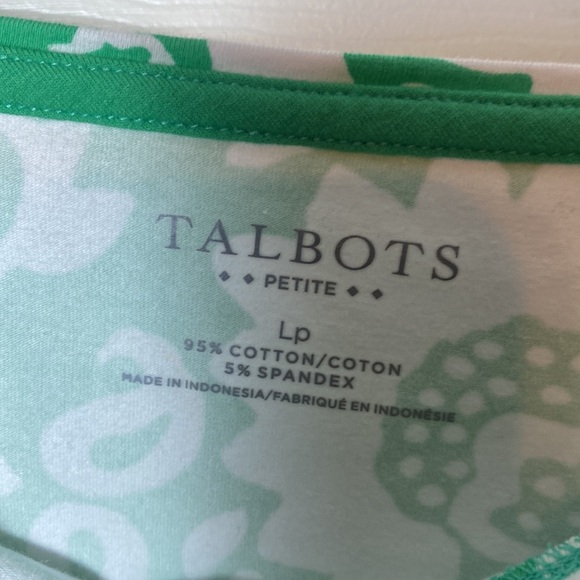 TALBOTS
◆ ◆ PETITE ◆ ◆
Lp
95% COTTON/COTON
5% SPANDEX
MADE IN INDONESIA/FABRIQUÉ EN INDONÉSIE